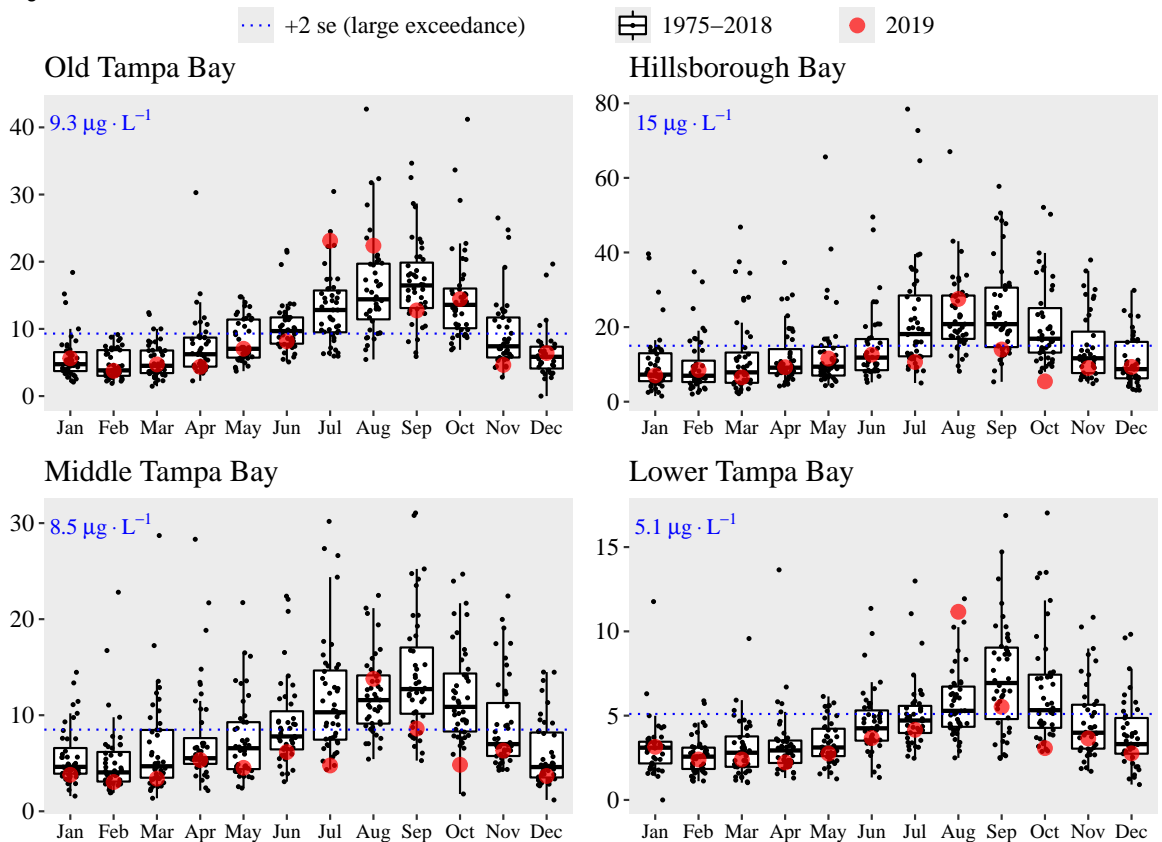 +2 se (large exceedance) 1975–2018 2019
Old Tampa Bay
9.3 μg · L⁻¹
40
30
20
10
0
Jan Feb Mar Apr May Jun Jul Aug Sep Oct Nov Dec
Hillsborough Bay
15 μg · L⁻¹
80
60
40
20
0
Jan Feb Mar Apr May Jun Jul Aug Sep Oct Nov Dec
Middle Tampa Bay
8.5 μg · L⁻¹
30
20
10
0
Jan Feb Mar Apr May Jun Jul Aug Sep Oct Nov Dec
Lower Tampa Bay
5.1 μg · L⁻¹
15
10
5
0
Jan Feb Mar Apr May Jun Jul Aug Sep Oct Nov Dec